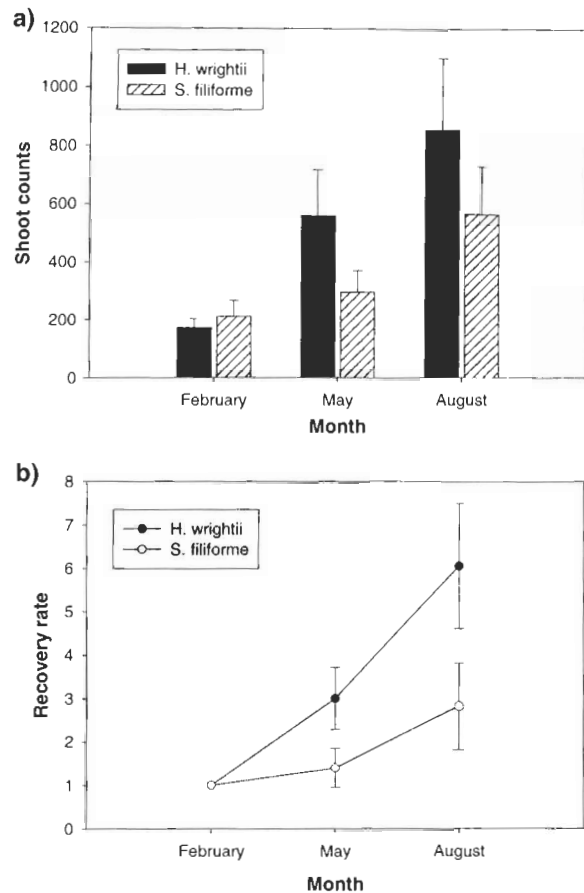 a)
1200
1000
800
600
400
200
0
Shoot counts
H. wrightii
S. filiforme
February May August
Month
b)
8
7
6
5
4
3
2
1
0
Recovery rate
H. wrightii
S. filiforme
February May August
Month